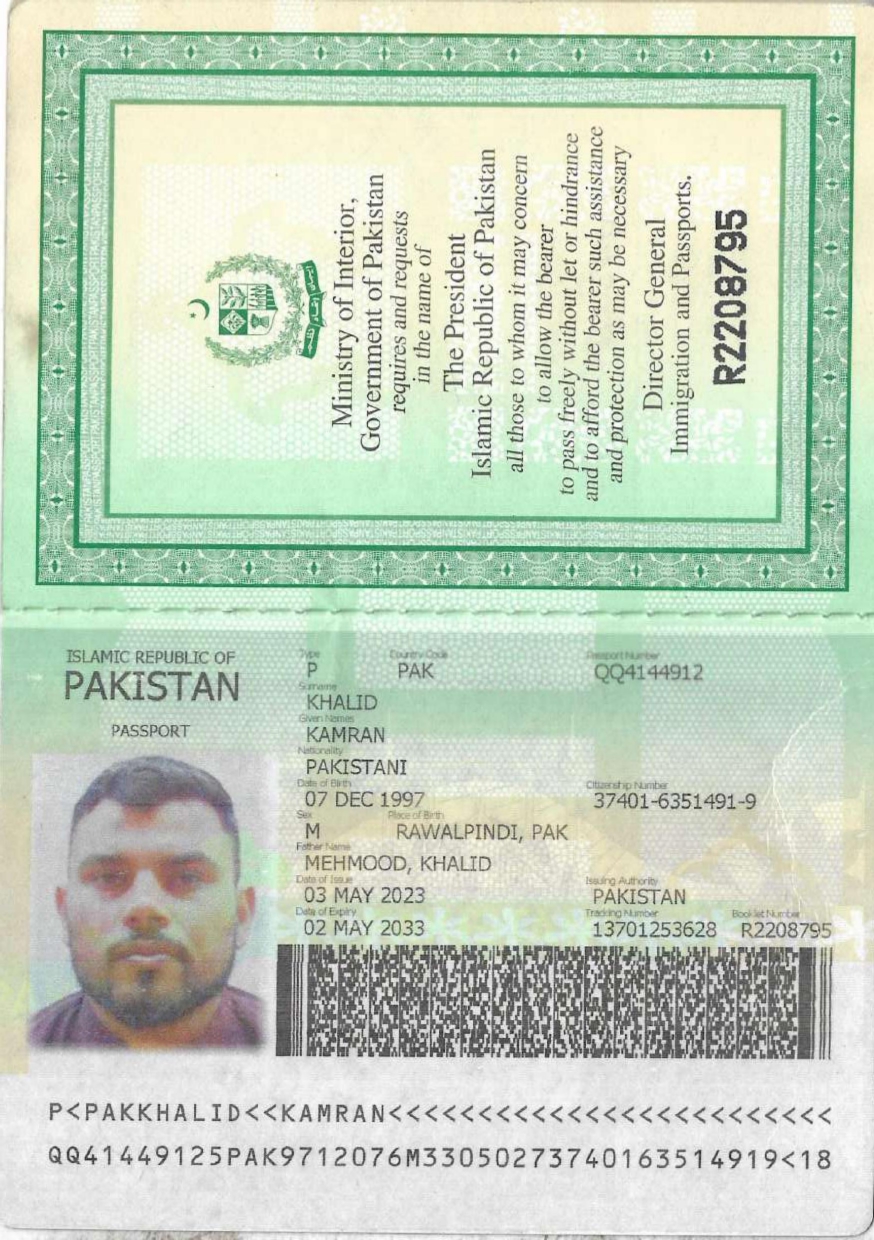 Ministry of Interior,
Government of Pakistan
requires and requests
in the name of
The President
Islamic Republic of Pakistan
all those to whom it may concern
to allow the bearer
to pass freely without let or hindrance
and to afford the bearer such assistance
and protection as may be necessary
Director General
Immigration and Passports.
R2208795
ISLAMIC REPUBLIC OF
PAKISTAN
PASSPORT
Type Country Code Passport Number
P PAK QQ4144912
Surname
KHALID
Given Names
KAMRAN
Nationality
PAKISTANI
Date of Birth Citizenship Number
07 DEC 1997 37401-6351491-9
Sex Place of Birth
M RAWALPINDI, PAK
Father Name
MEHMOOD, KHALID
Date of Issue Issuing Authority
03 MAY 2023 PAKISTAN
Date of Expiry Tracking Number Booklet Number
02 MAY 2033 13701253628 R2208795
P<PAKKHALID<<KAMRAN<<<<<<<<<<<<<<<<<<<<<<<<<
QQ41449125PAK9712076M33050273740163514919<18